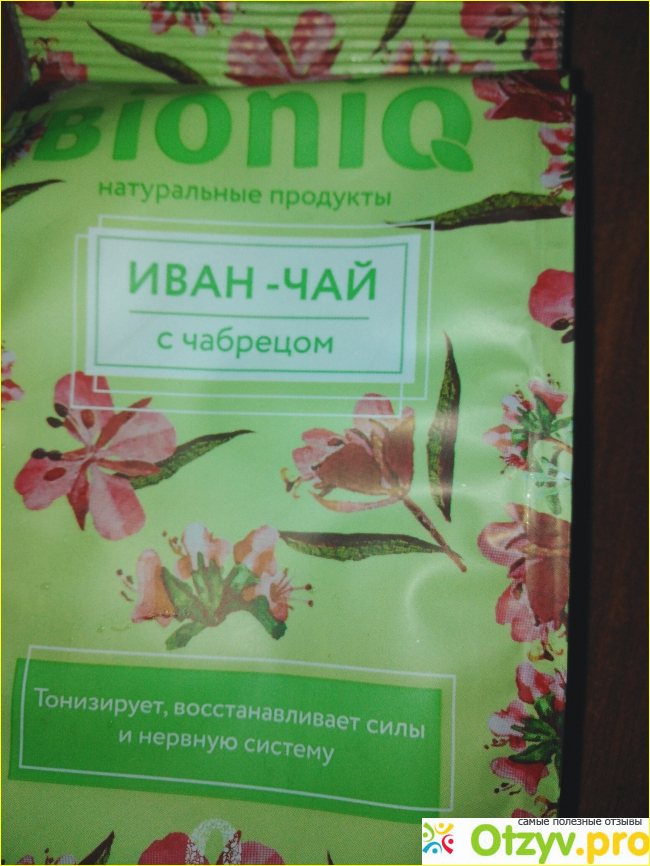 BIONIQ
натуральные продукты
ИВАН-ЧАЙ
с чабрецом
Тонизирует, восстанавливает силы
и нервную систему
самые полезные отзывы
Otzyv.pro